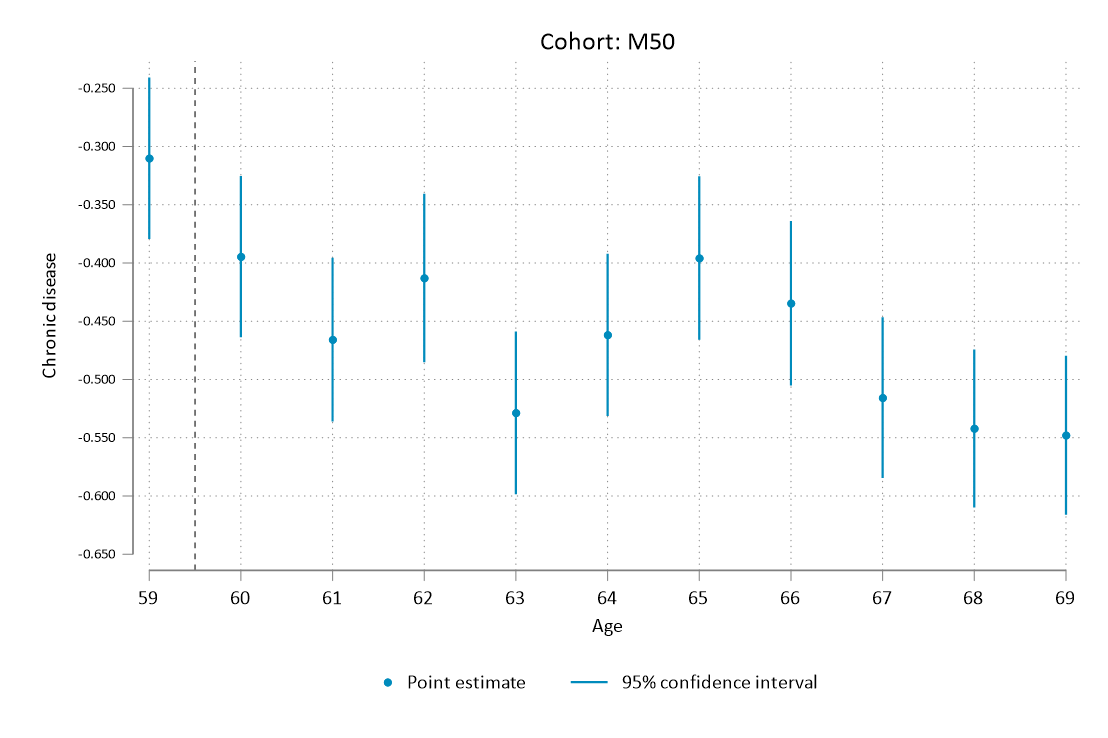 Cohort: M50
-0.250
-0.300
-0.350
-0.400
-0.450
-0.500
-0.550
-0.600
-0.650
Chronic disease
59 60 61 62 63 64 65 66 67 68 69
Age
Point estimate 95% confidence interval